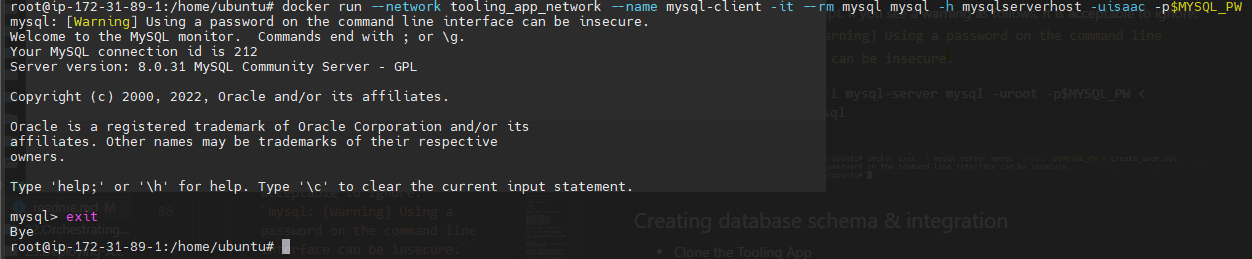 root@ip-172-31-89-1:/home/ubuntu# docker run --network tooling_app_network --name mysql-client -it --rm mysql mysql -h mysqlserverhost -uisaac -p$MYSQL_PW
mysql: [Warning] Using a password on the command line interface can be insecure.
Welcome to the MySQL monitor.  Commands end with ; or \g.
Your MySQL connection id is 212
Server version: 8.0.31 MySQL Community Server - GPL
Copyright (c) 2000, 2022, Oracle and/or its affiliates.
Oracle is a registered trademark of Oracle Corporation and/or its
affiliates. Other names may be trademarks of their respective
owners.
Type 'help;' or '\h' for help. Type '\c' to clear the current input statement.
mysql> exit
Bye
root@ip-172-31-89-1:/home/ubuntu#
Using a password on the command line
can be insecure.
mysql-server mysql -uroot -p$MYSQL_PW <
readme.md M
86
acceptable to ignore:
`mysql: [Warning] Using a
password on the command line
interface can be insecure.`
Creating database schema & integration
Clone the Tooling App